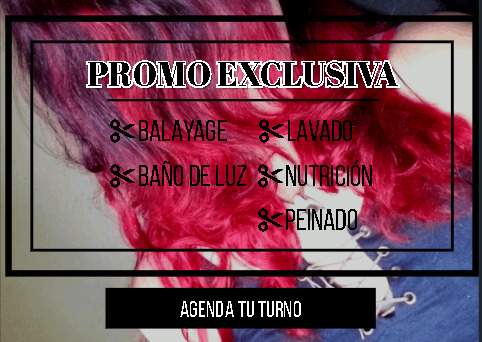 PROMO EXCLUSIVA
BALAYAGE
LAVADO
BAÑO DE LUZ
NUTRICIÓN
PEINADO
AGENDA TU TURNO